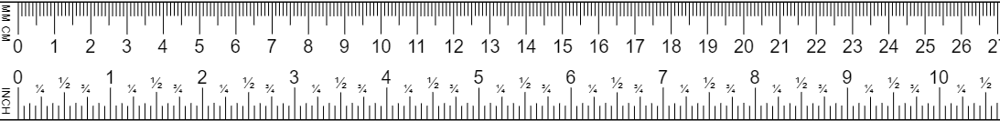 MM CM
0 1 2 3 4 5 6 7 8 9 10 11 12 13 14 15 16 17 18 19 20 21 22 23 24 25 26 27
0 ¼ ½ ¾ 1 ¼ ½ ¾ 2 ¼ ½ ¾ 3 ¼ ½ ¾ 4 ¼ ½ ¾ 5 ¼ ½ ¾ 6 ¼ ½ ¾ 7 ¼ ½ ¾ 8 ¼ ½ ¾ 9 ¼ ½ ¾ 10 ¼ ½
INCH